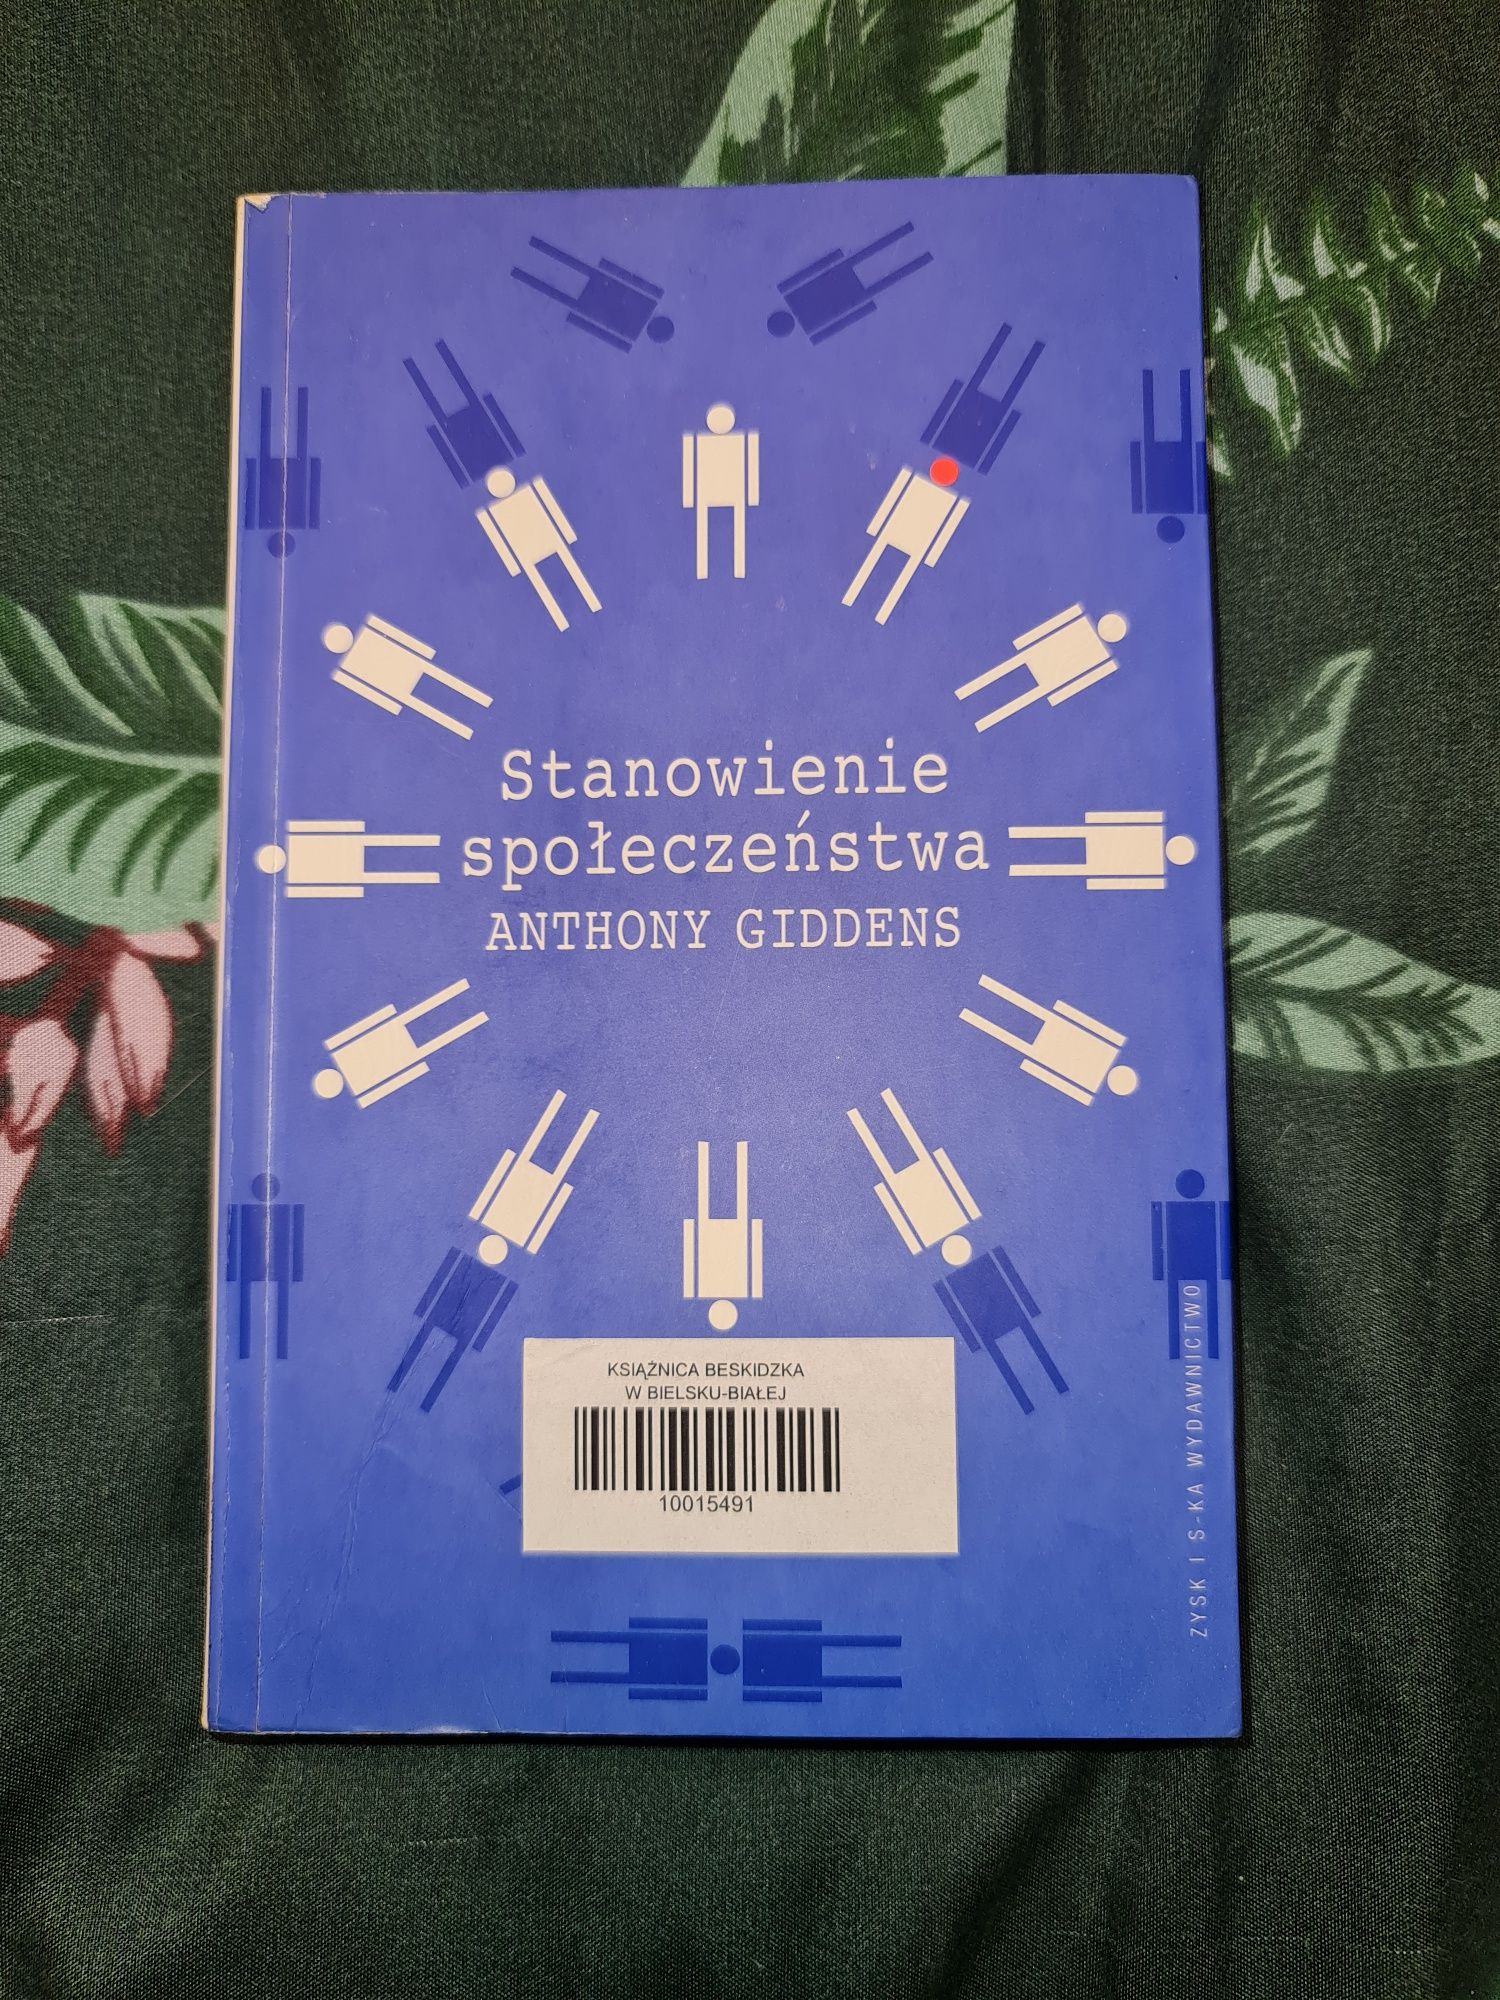 Stanowienie
społeczeństwa
ANTHONY GIDDENS
KSIĄŻNICA BESKIDZKA
W BIELSKU-BIAŁEJ
10015491
ZYSK I S-KA WYDAWNICTWO